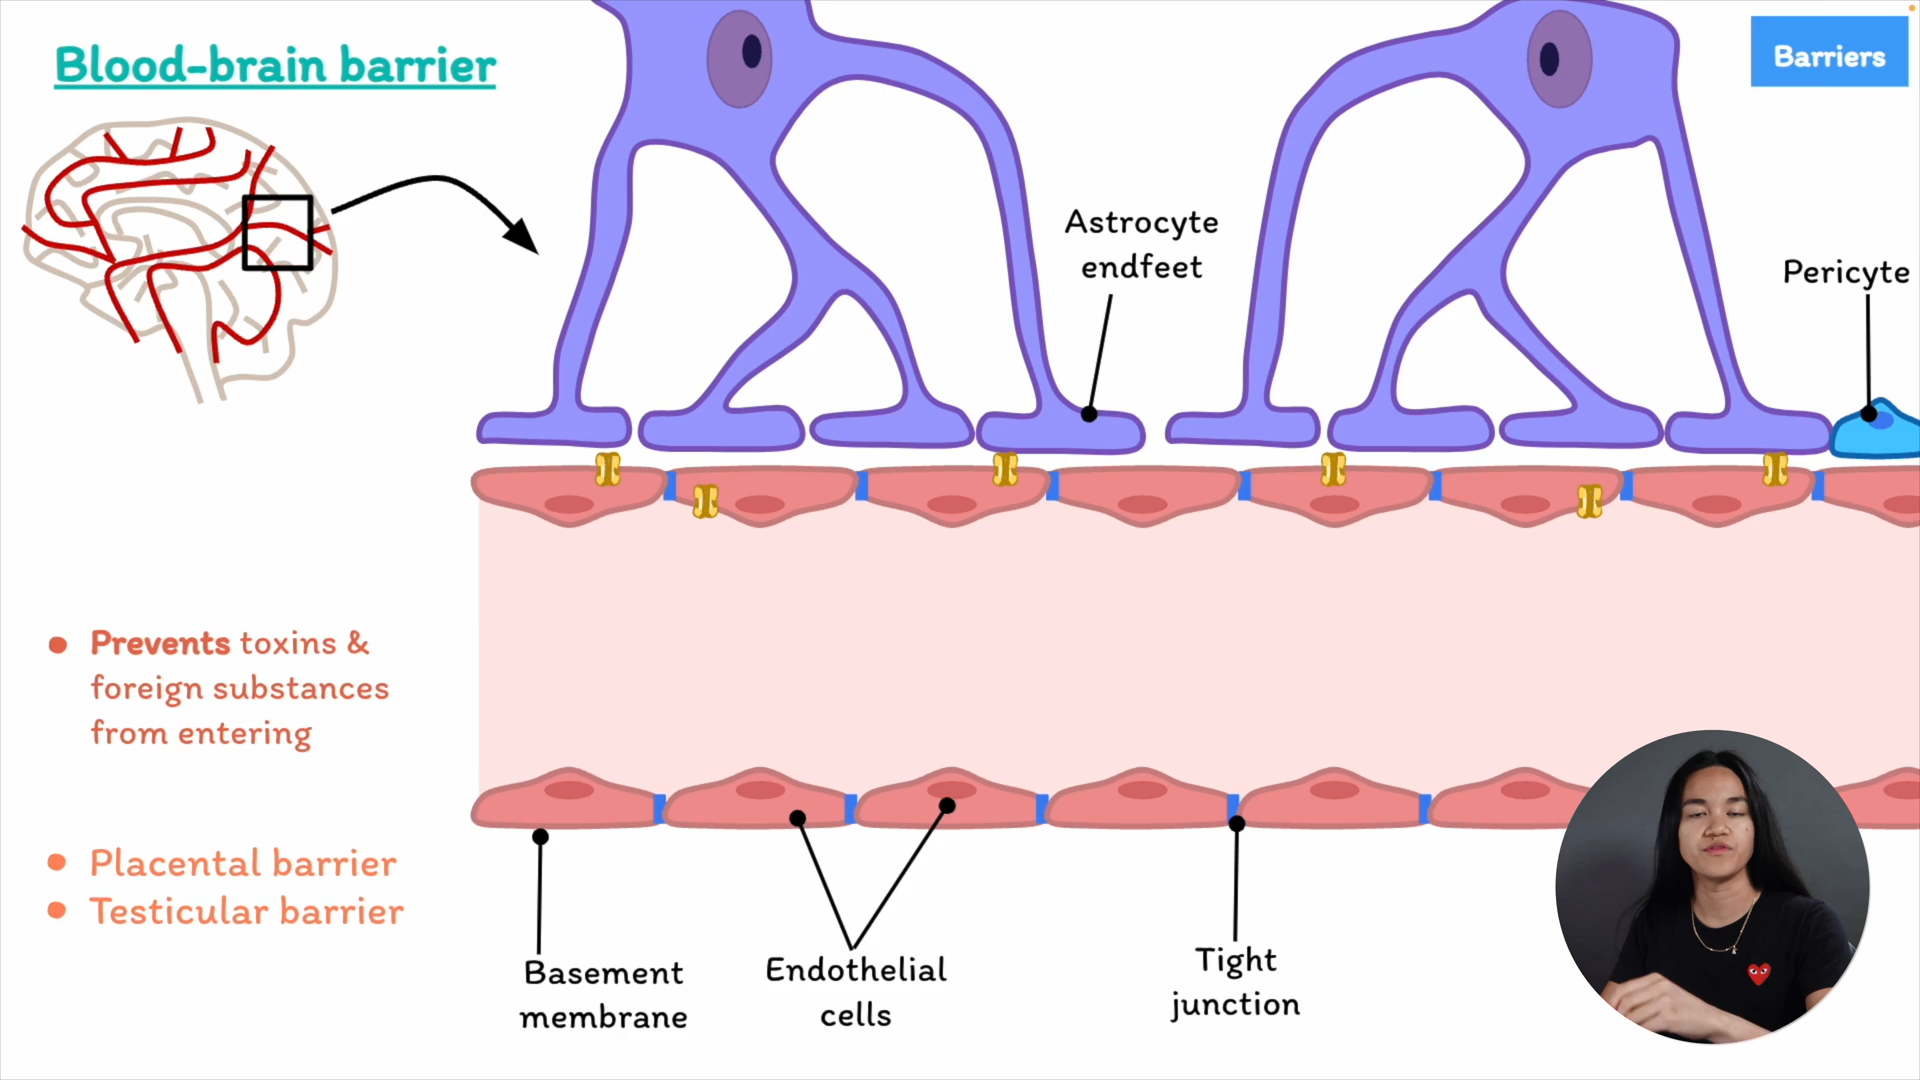 Blood-brain barrier
Barriers
Astrocyte
endfeet
Pericyte
• Prevents toxins &
foreign substances
from entering
• Placental barrier
• Testicular barrier
Basement
membrane
Endothelial
cells
Tight
junction